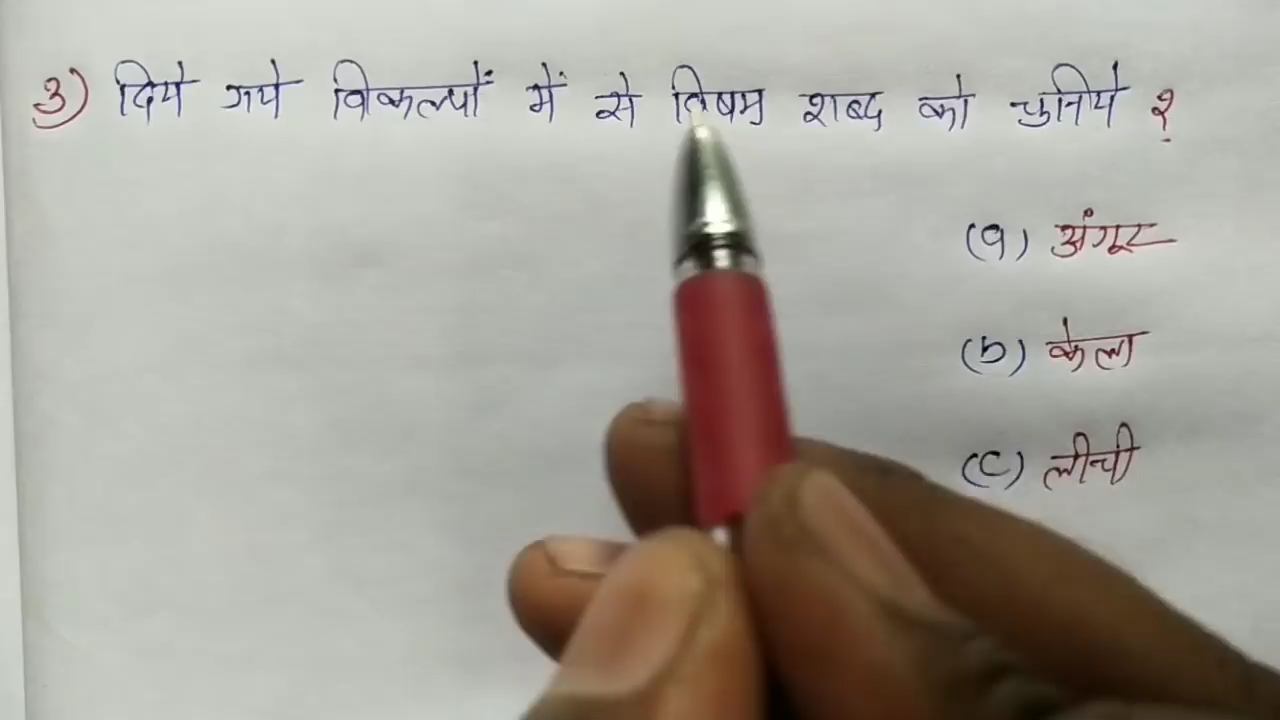 3) दिये गये विकल्पों में से विषम शब्द को चुनिये ?
(a) अंगूर
(b) केला
(c) लीची